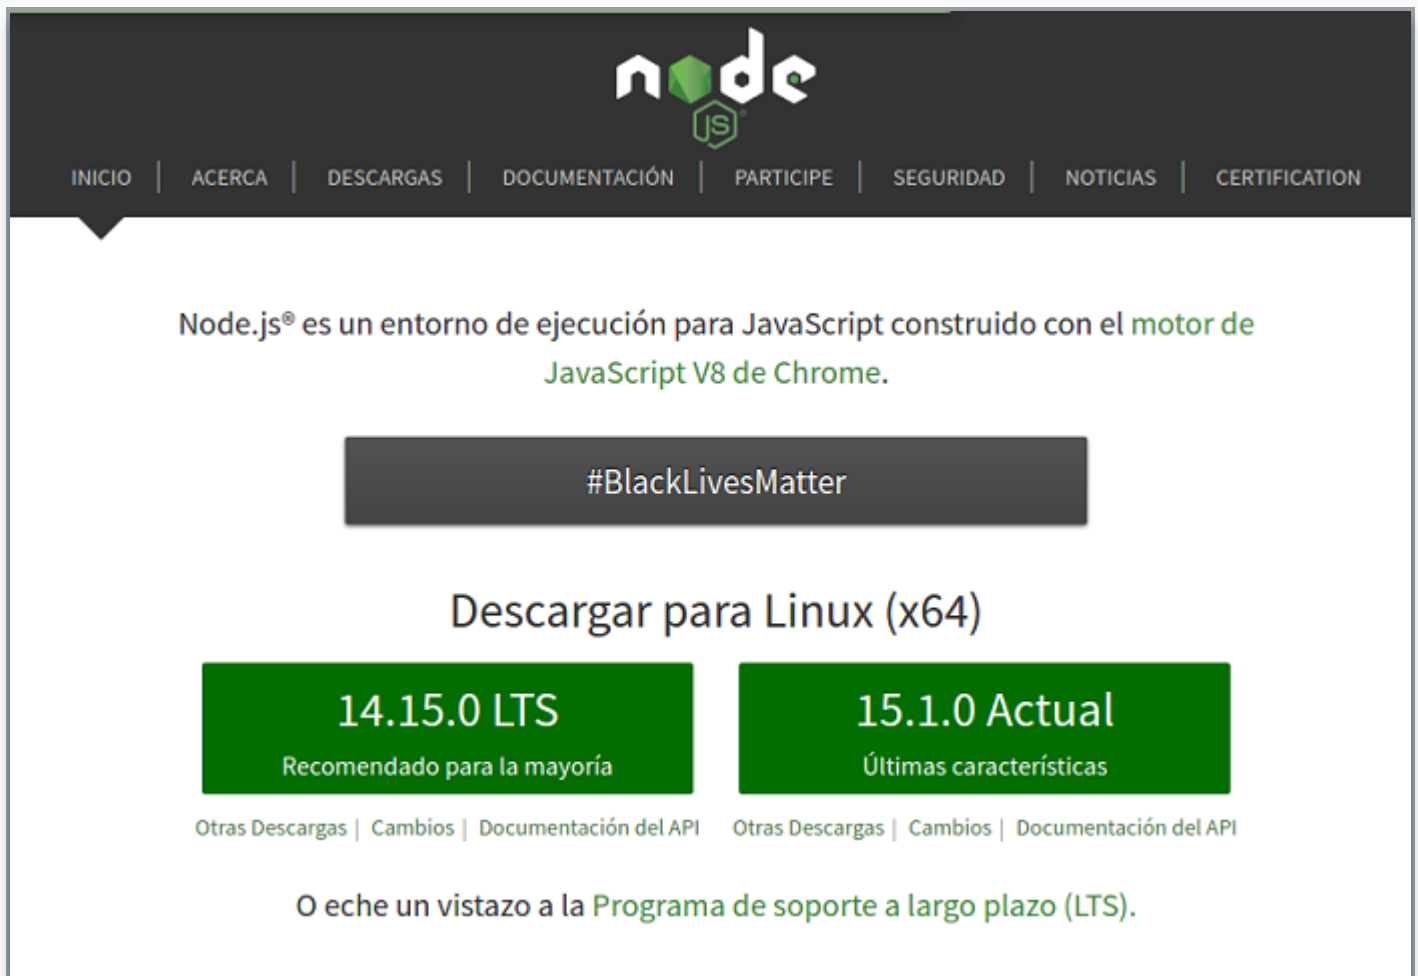 node
JS
INICIO | ACERCA | DESCARGAS | DOCUMENTACIÓN | PARTICIPE | SEGURIDAD | NOTICIAS | CERTIFICATION
Node.js® es un entorno de ejecución para JavaScript construido con el motor de
JavaScript V8 de Chrome.
#BlackLivesMatter
Descargar para Linux (x64)
14.15.0 LTS
Recomendado para la mayoría
15.1.0 Actual
Últimas características
Otras Descargas | Cambios | Documentación del API
Otras Descargas | Cambios | Documentación del API
O eche un vistazo a la Programa de soporte a largo plazo (LTS).